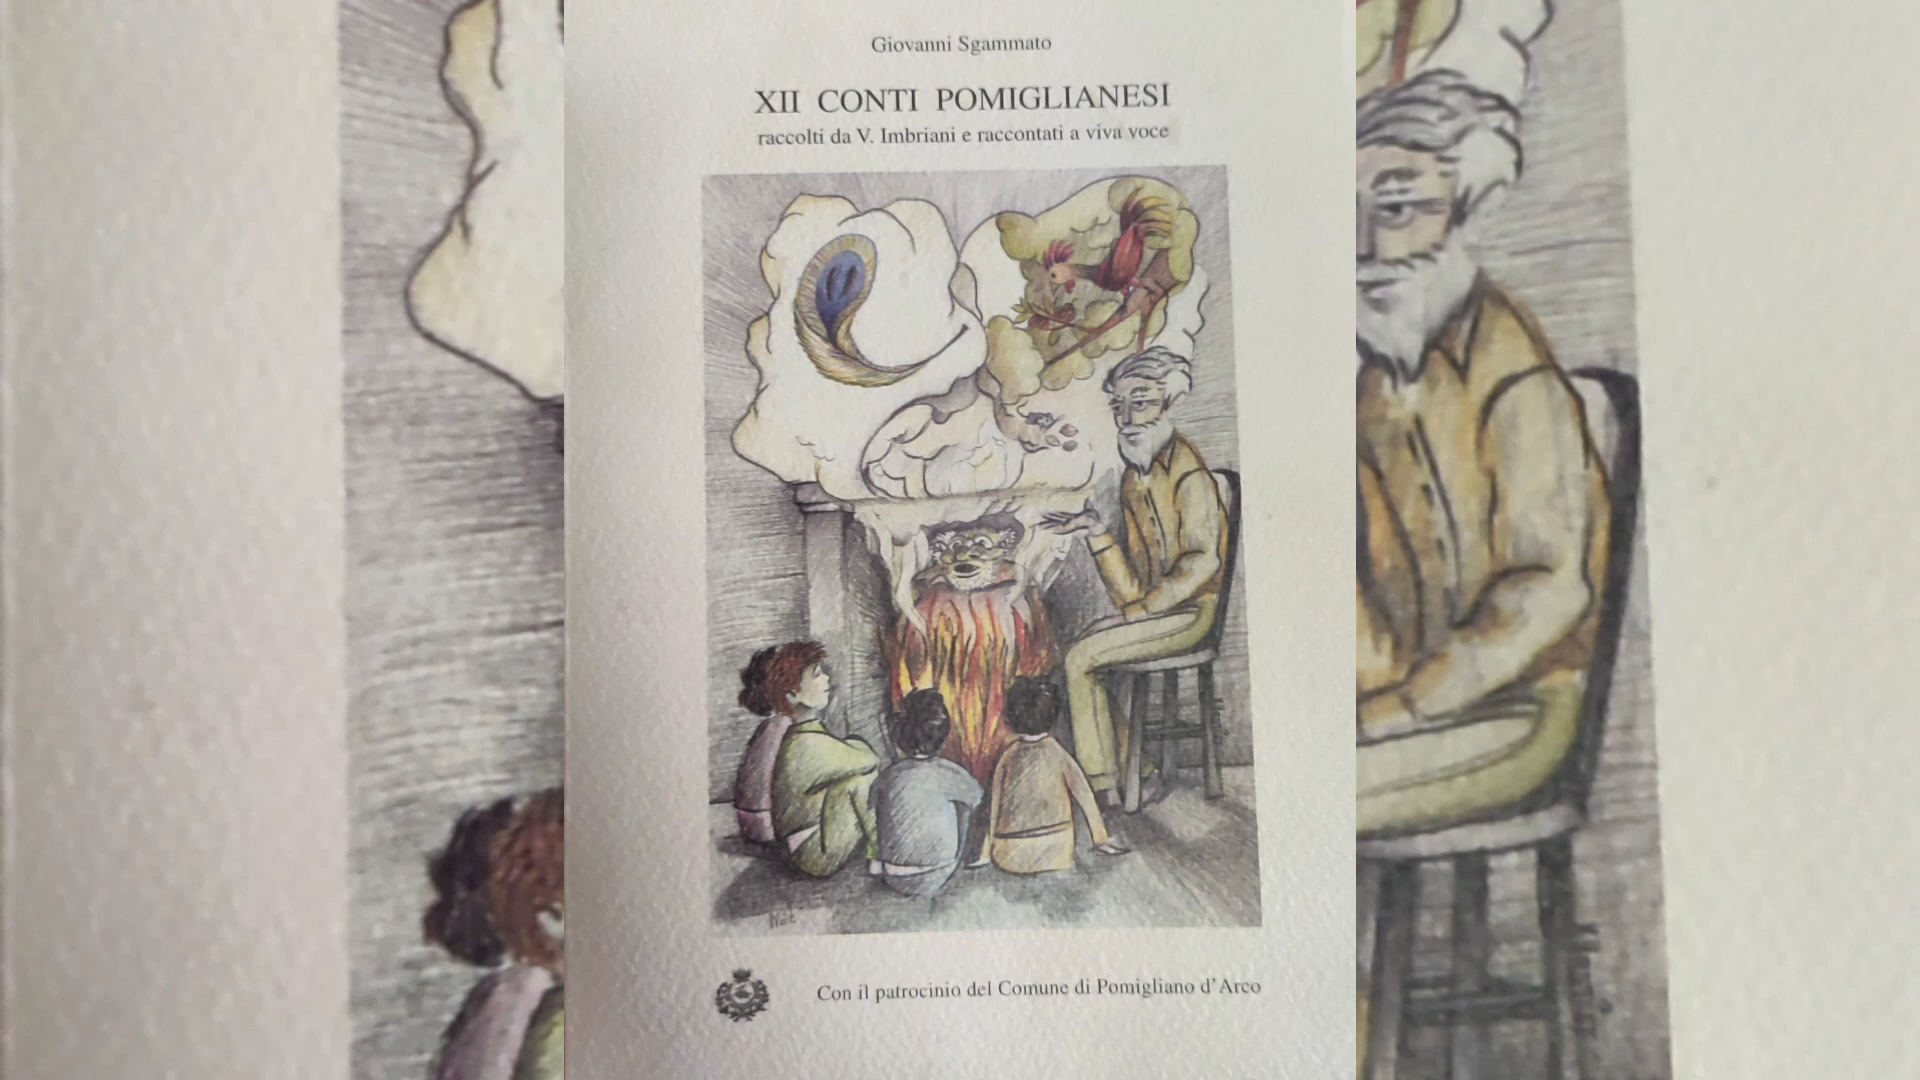 Giovanni Sgammato
XII CONTI POMIGLIANESI
raccolti da V. Imbriani e raccontati a viva voce
Con il patrocinio del Comune di Pomigliano d'Arco